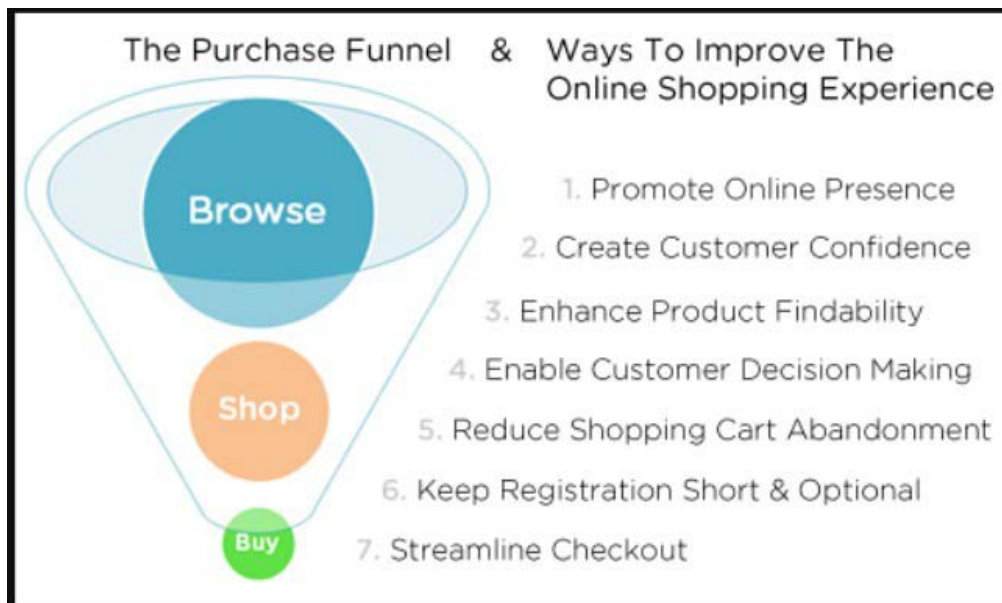 The Purchase Funnel & Ways To Improve The
Online Shopping Experience
Browse
Shop
Buy
1. Promote Online Presence
2. Create Customer Confidence
3. Enhance Product Findability
4. Enable Customer Decision Making
5. Reduce Shopping Cart Abandonment
6. Keep Registration Short & Optional
7. Streamline Checkout